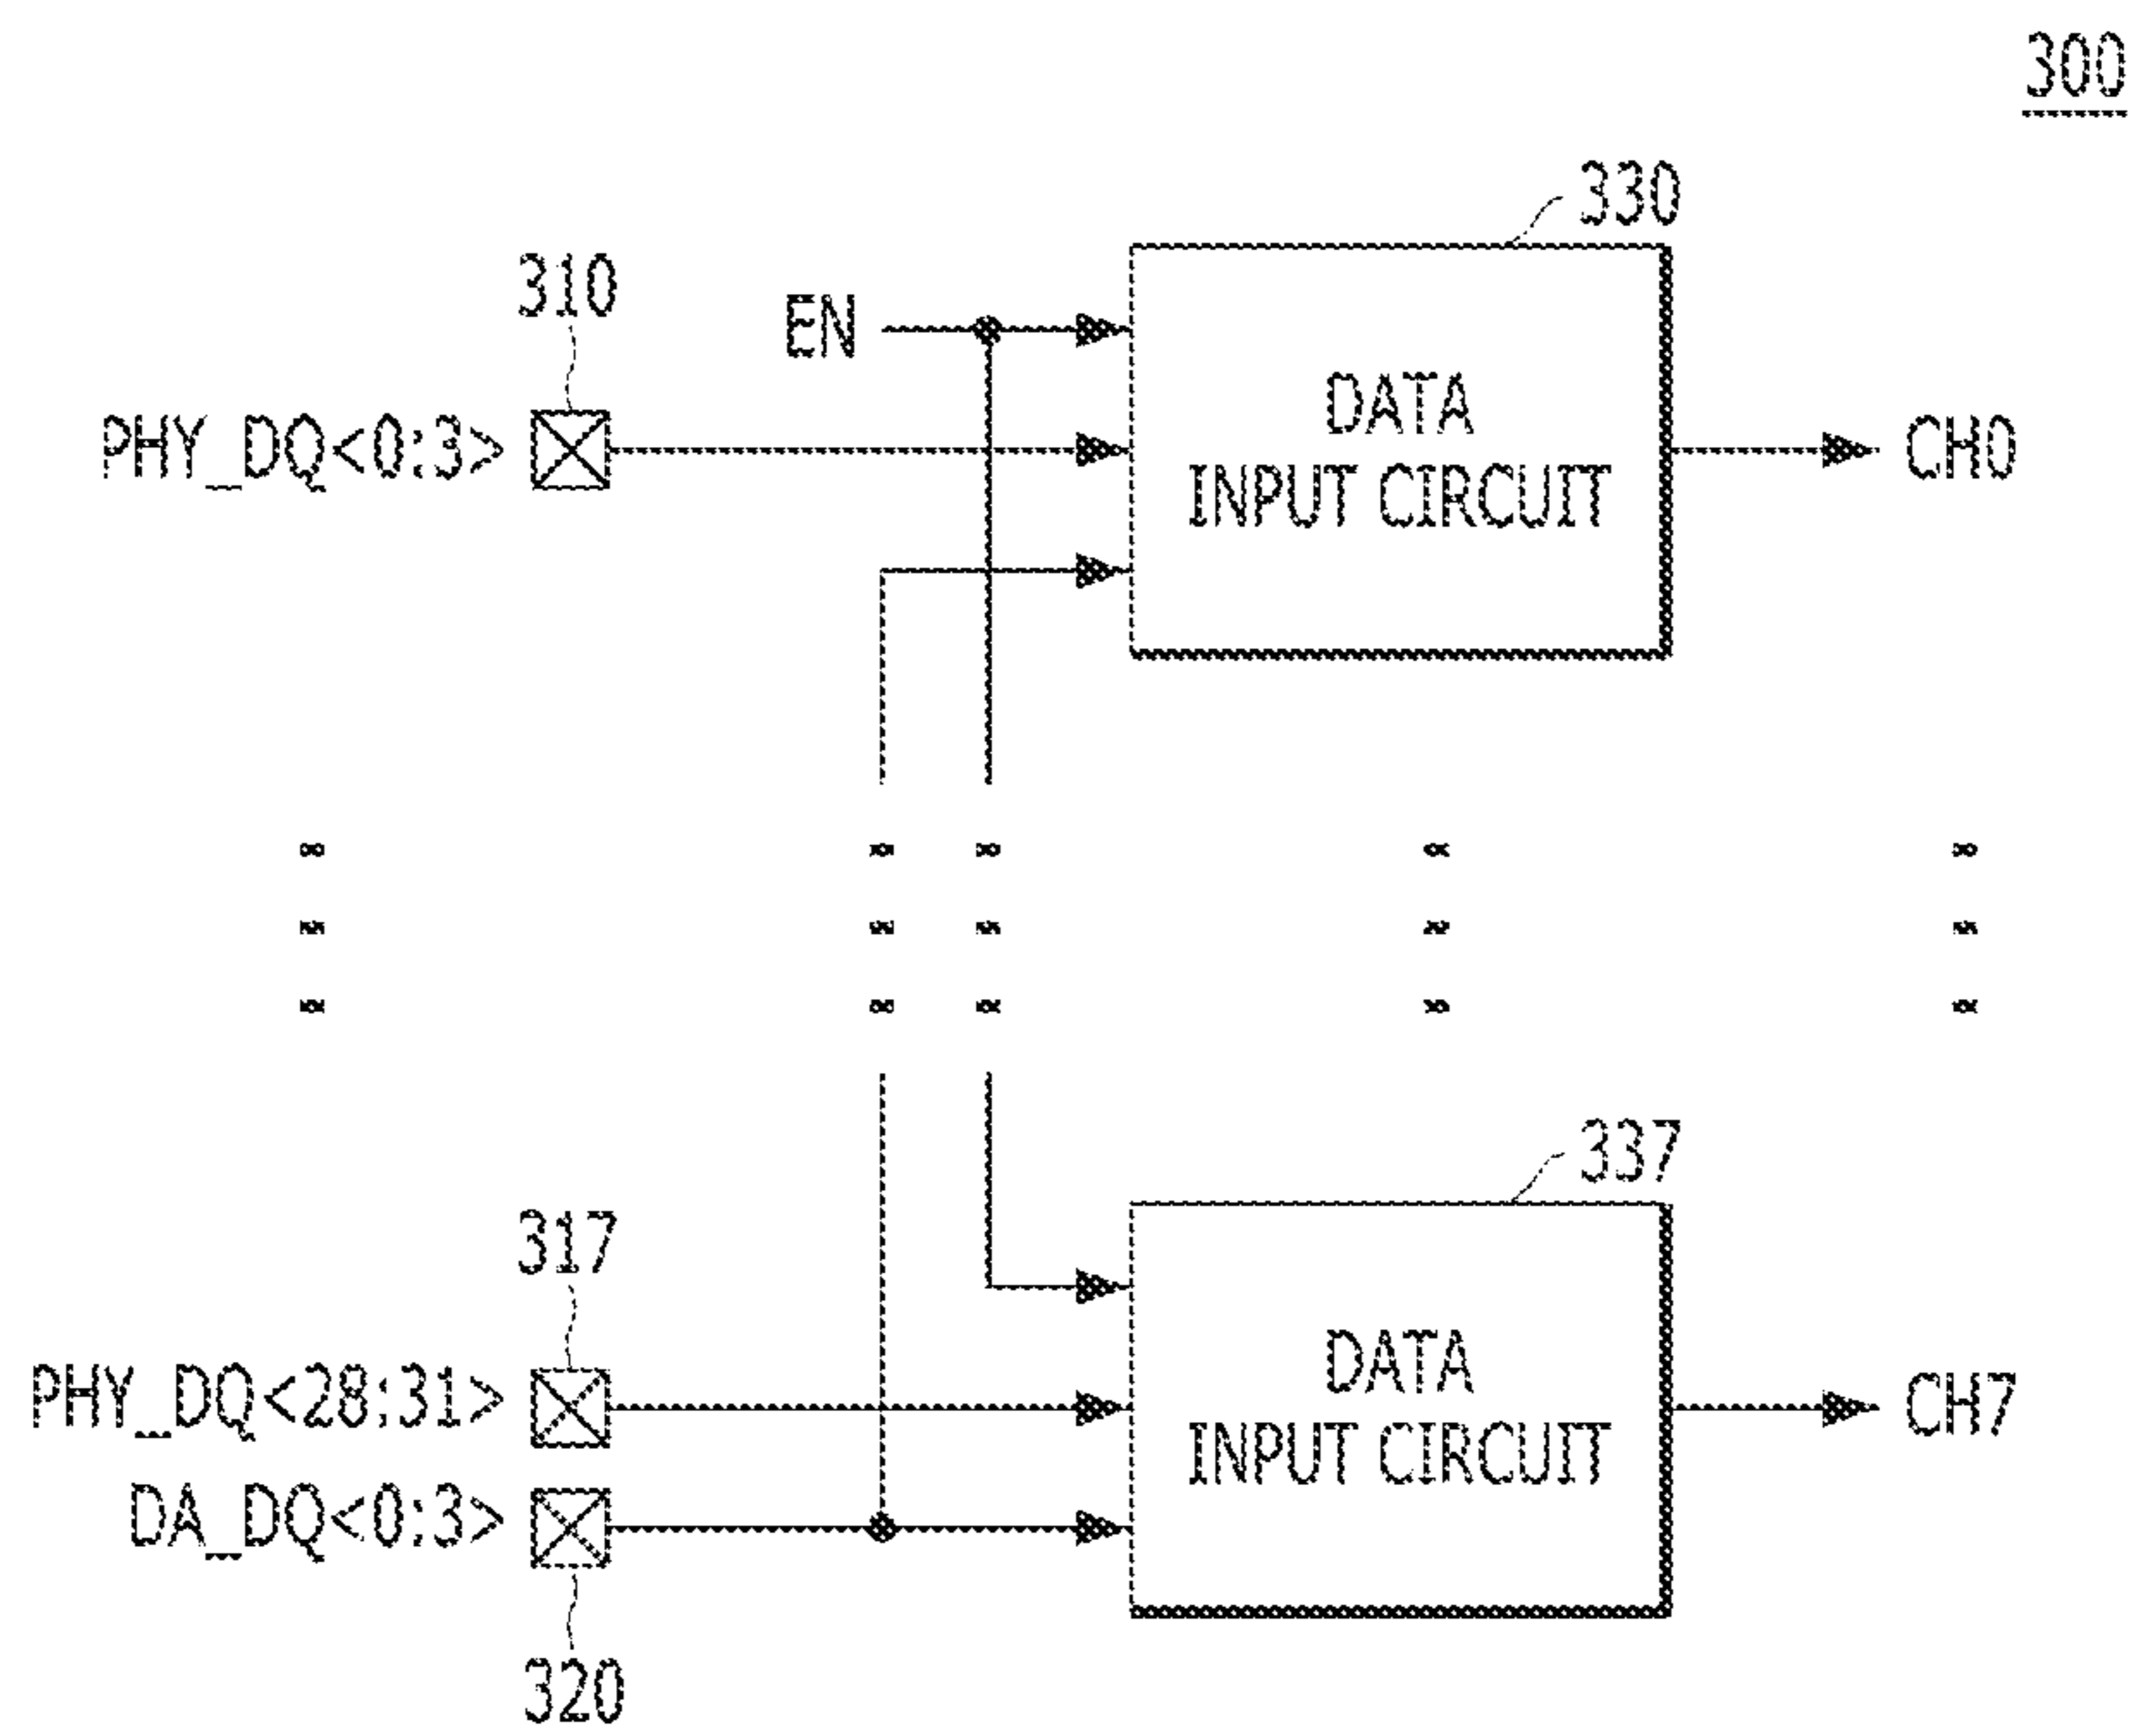 300
330
310
EN
PHY_DQ<0:3>
DATA
INPUT CIRCUIT
CH0
337
317
PHY_DQ<28:31>
DATA
INPUT CIRCUIT
CH7
DA_DQ<0:3>
320